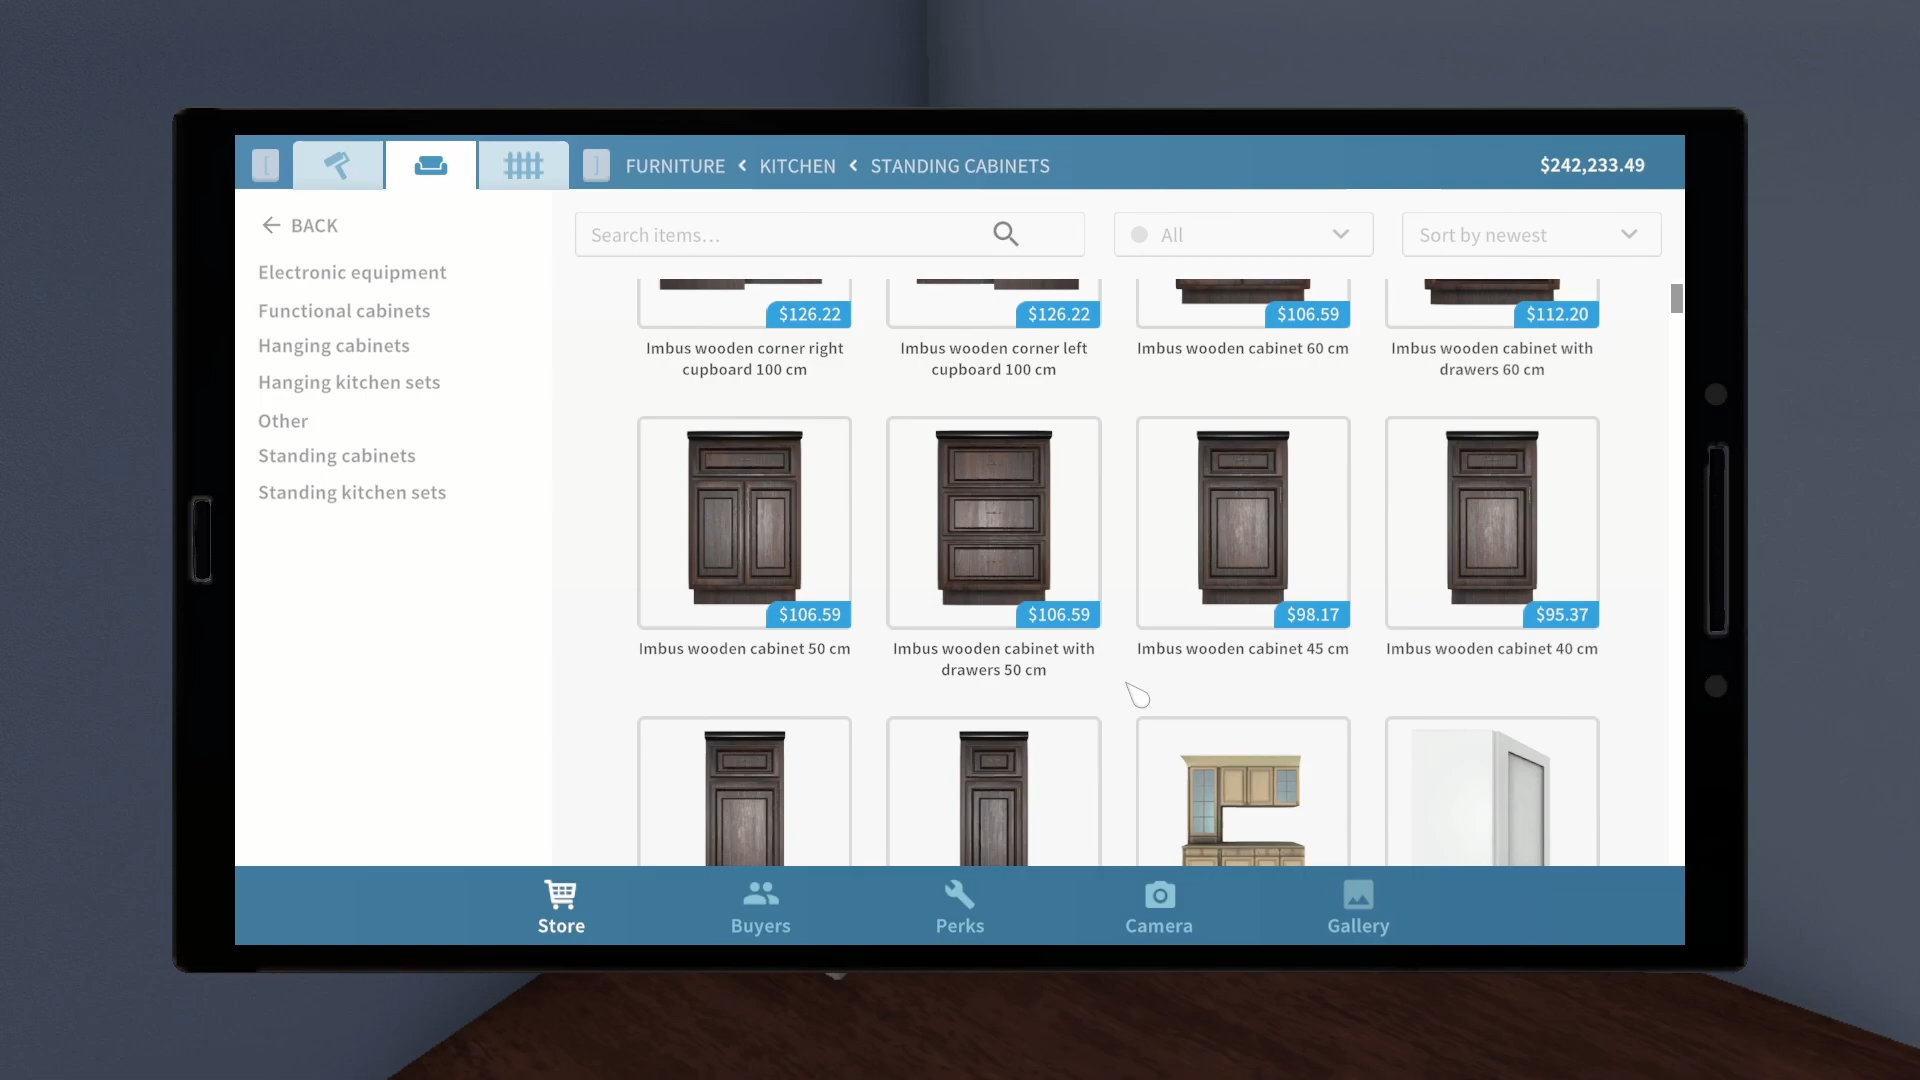 [
]
FURNITURE < KITCHEN < STANDING CABINETS
$242,233.49
BACK
Electronic equipment
Functional cabinets
Hanging cabinets
Hanging kitchen sets
Other
Standing cabinets
Standing kitchen sets
Search items...
All
Sort by newest
$126.22
$126.22
$106.59
$112.20
Imbus wooden corner right
cupboard 100 cm
Imbus wooden corner left
cupboard 100 cm
Imbus wooden cabinet 60 cm
Imbus wooden cabinet with
drawers 60 cm
$106.59
$106.59
$98.17
$95.37
Imbus wooden cabinet 50 cm
Imbus wooden cabinet with
drawers 50 cm
Imbus wooden cabinet 45 cm
Imbus wooden cabinet 40 cm
Store
Buyers
Perks
Camera
Gallery